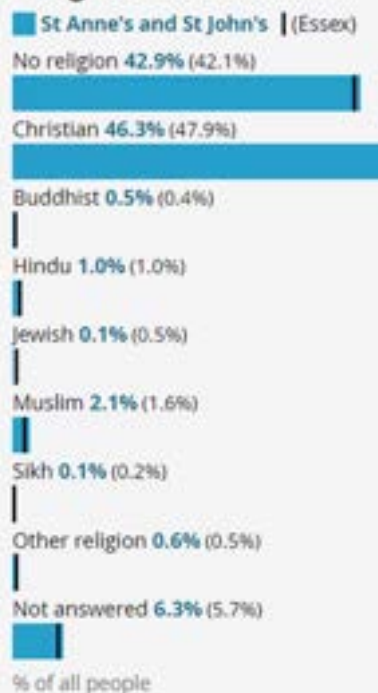 St Anne's and St John's (Essex)
No religion 42.9% (42.1%)
Christian 46.3% (47.9%)
Buddhist 0.5% (0.4%)
Hindu 1.0% (1.0%)
Jewish 0.1% (0.5%)
Muslim 2.1% (1.6%)
Sikh 0.1% (0.2%)
Other religion 0.6% (0.5%)
Not answered 6.3% (5.7%)
% of all people